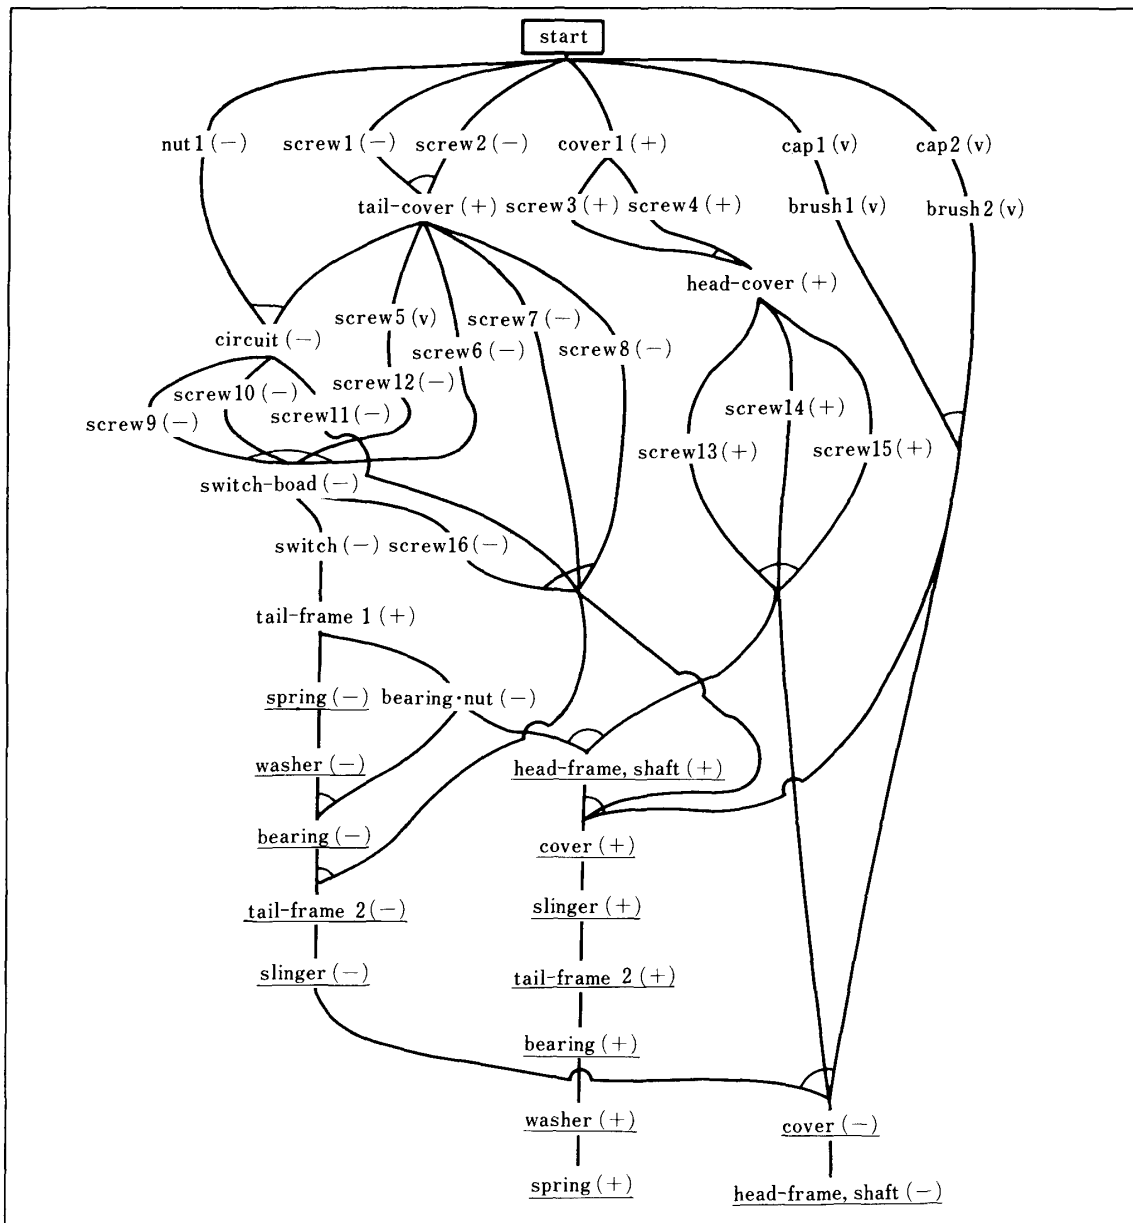 start
nut1 (−) screw1 (−) screw2 (−) cover1 (+) cap1 (v) cap2 (v)
tail-cover (+) screw3 (+) screw4 (+) brush1 (v) brush2 (v)
head-cover (+)
screw5 (v) screw7 (−)
circuit (−) screw6 (−) screw8 (−)
screw10 (−) screw12 (−)
screw9 (−) screw11 (−) screw14 (+)
screw13 (+) screw15 (+)
switch-boad (−)
switch (−) screw16 (−)
tail-frame 1 (+)
spring (−) bearing·nut (−)
washer (−) head-frame, shaft (+)
bearing (−) cover (+)
tail-frame 2 (−) slinger (+)
slinger (−) tail-frame 2 (+)
bearing (+)
washer (+) cover (−)
spring (+) head-frame, shaft (−)